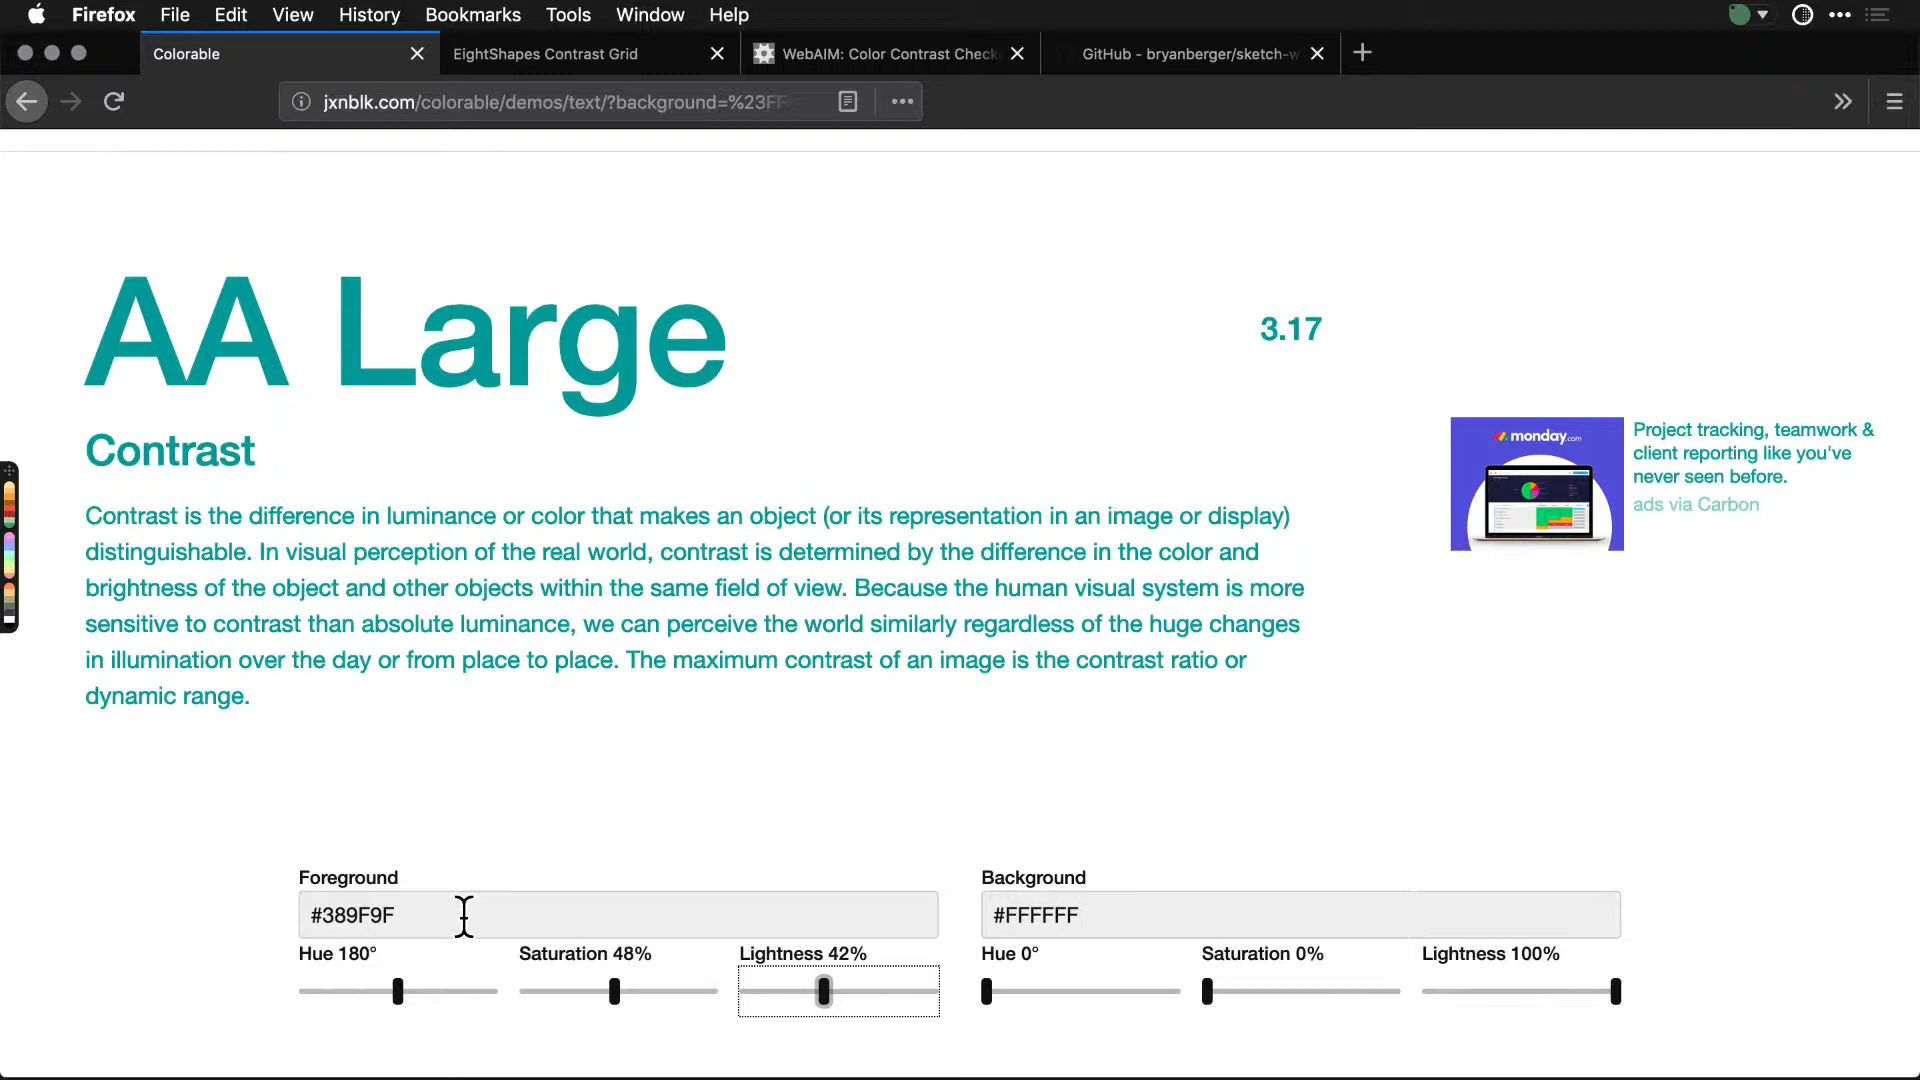 Firefox File Edit View History Bookmarks Tools Window Help
Colorable
EightShapes Contrast Grid
WebAIM: Color Contrast Check
GitHub - bryanberger/sketch-w
jxnblk.com/colorable/demos/text/?background=%23FF
AA Large
3.17
Contrast
Contrast is the difference in luminance or color that makes an object (or its representation in an image or display)
distinguishable. In visual perception of the real world, contrast is determined by the difference in the color and
brightness of the object and other objects within the same field of view. Because the human visual system is more
sensitive to contrast than absolute luminance, we can perceive the world similarly regardless of the huge changes
in illumination over the day or from place to place. The maximum contrast of an image is the contrast ratio or
dynamic range.
monday.com
Project tracking, teamwork &
client reporting like you've
never seen before.
ads via Carbon
Foreground
#389F9F
Hue 180°
Saturation 48%
Lightness 42%
Background
#FFFFFF
Hue 0°
Saturation 0%
Lightness 100%